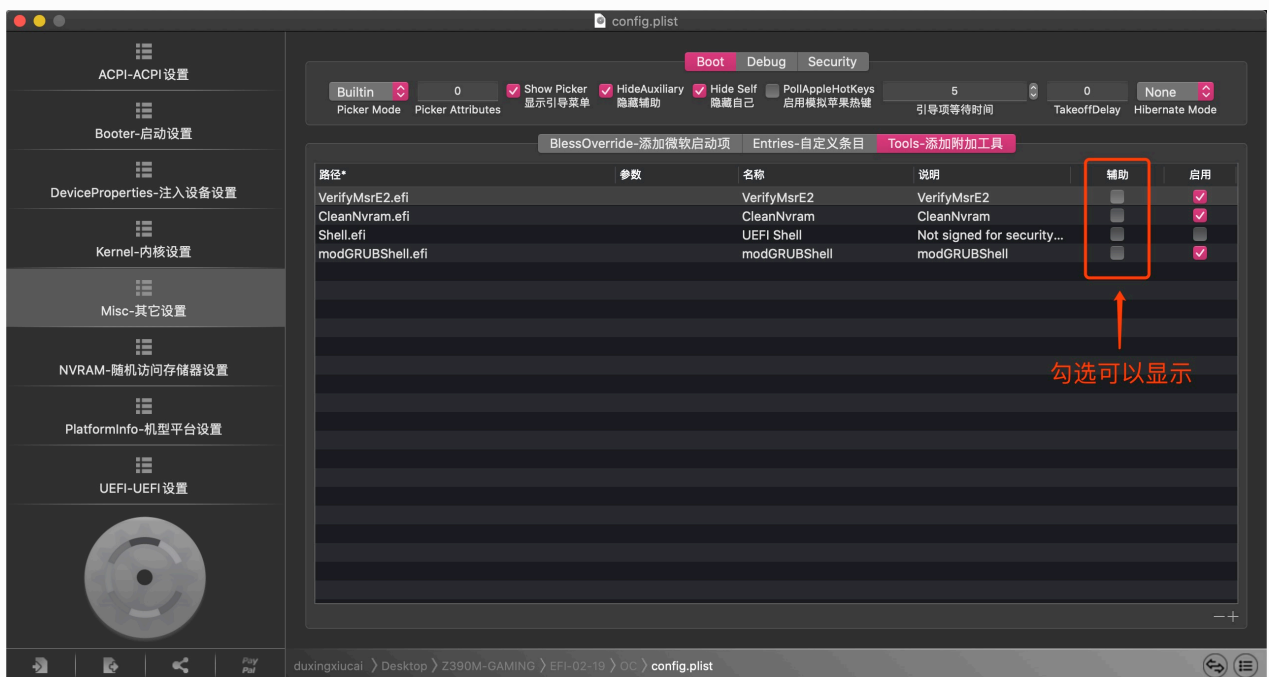 config.plist
ACPI-ACPI设置
Booter-启动设置
DeviceProperties-注入设备设置
Kernel-内核设置
Misc-其它设置
NVRAM-随机访问存储器设置
PlatformInfo-机型平台设置
UEFI-UEFI设置
Boot Debug Security
Builtin 0 Show Picker HideAuxiliary Hide Self PollAppleHotKeys 5 0 None
显示引导菜单 隐藏辅助 隐藏自己 启用模拟苹果热键
Picker Mode Picker Attributes 引导项等待时间 TakeoffDelay Hibernate Mode
BlessOverride-添加微软启动项 Entries-自定义条目 Tools-添加附加工具
路径* 参数 名称 说明 辅助 启用
VerifyMsrE2.efi VerifyMsrE2 VerifyMsrE2
CleanNvram.efi CleanNvram CleanNvram
Shell.efi UEFI Shell Not signed for security...
modGRUBShell.efi modGRUBShell modGRUBShell
勾选可以显示
Pay
Pal
duxingxiucai 〉Desktop 〉Z390M-GAMING 〉EFI-02-19 〉OC 〉config.plist